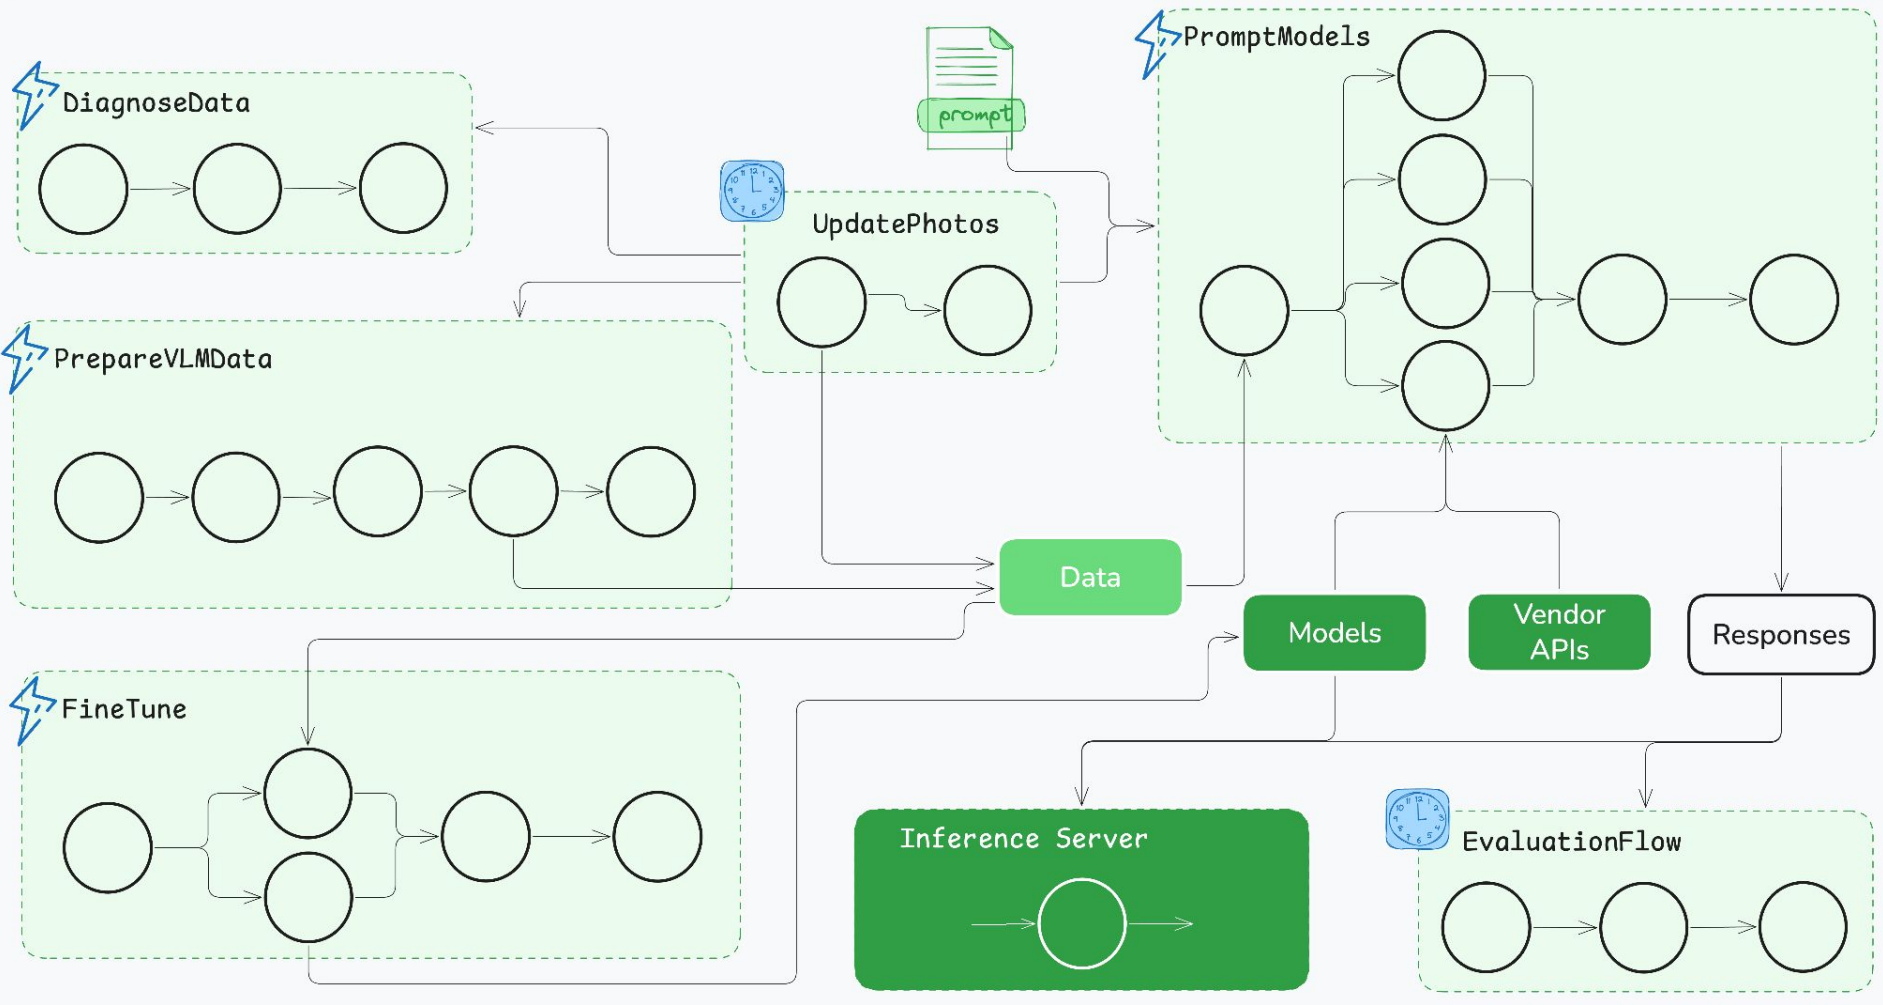 DiagnoseData
prompt
PromptModels
UpdatePhotos
PrepareVLMData
Data
Models
Vendor
APIs
Responses
FineTune
Inference Server
EvaluationFlow